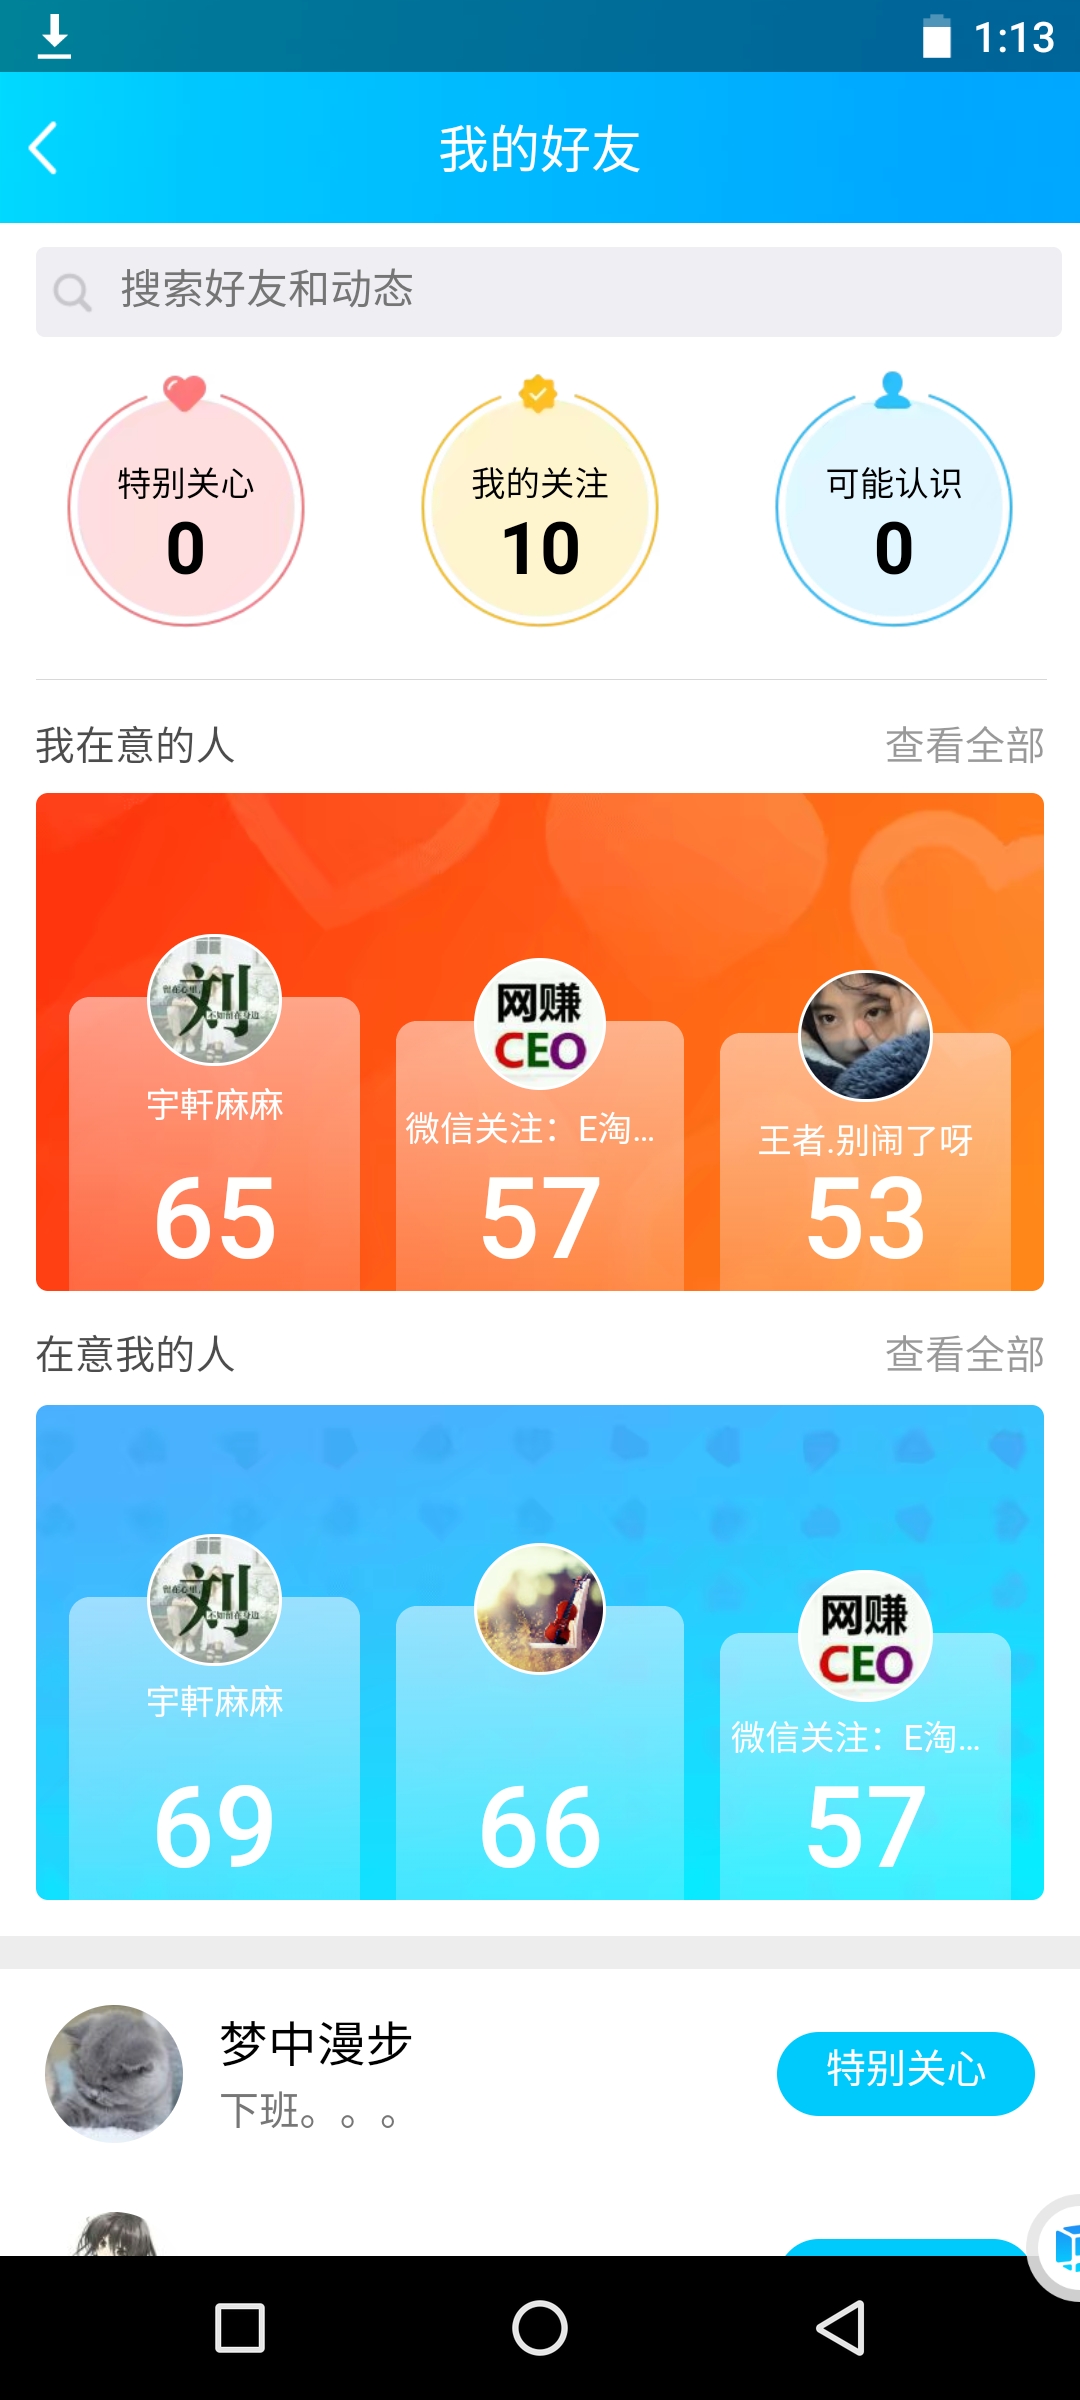 1:13
我的好友
搜索好友和动态
特别关心
0
我的关注
10
可能认识
0
我在意的人
查看全部
刘
宇軒麻麻
65
网赚
CEO
微信关注：E淘...
57
王者.别闹了呀
53
在意我的人
查看全部
刘
宇軒麻麻
69
66
网赚
CEO
微信关注：E淘...
57
梦中漫步
下班。。。
特别关心